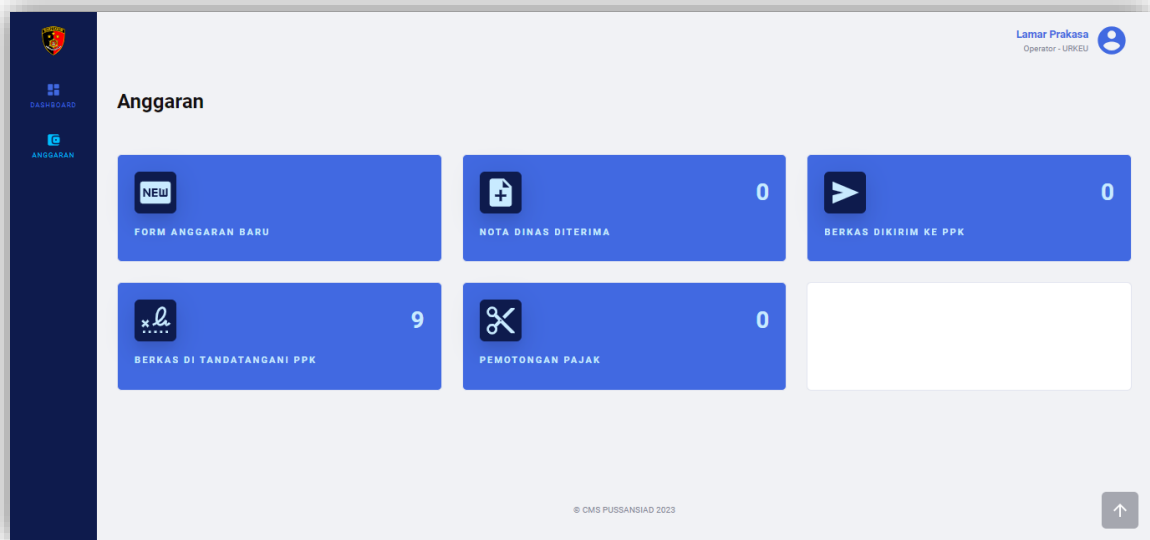 Lamar Prakasa
Operator - URKEU
DASHBOARD
ANGGARAN
Anggaran
NEW
FORM ANGGARAN BARU
0
NOTA DINAS DITERIMA
0
BERKAS DIKIRIM KE PPK
9
BERKAS DI TANDATANGANI PPK
0
PEMOTONGAN PAJAK
© CMS PUSSANSIAD 2023